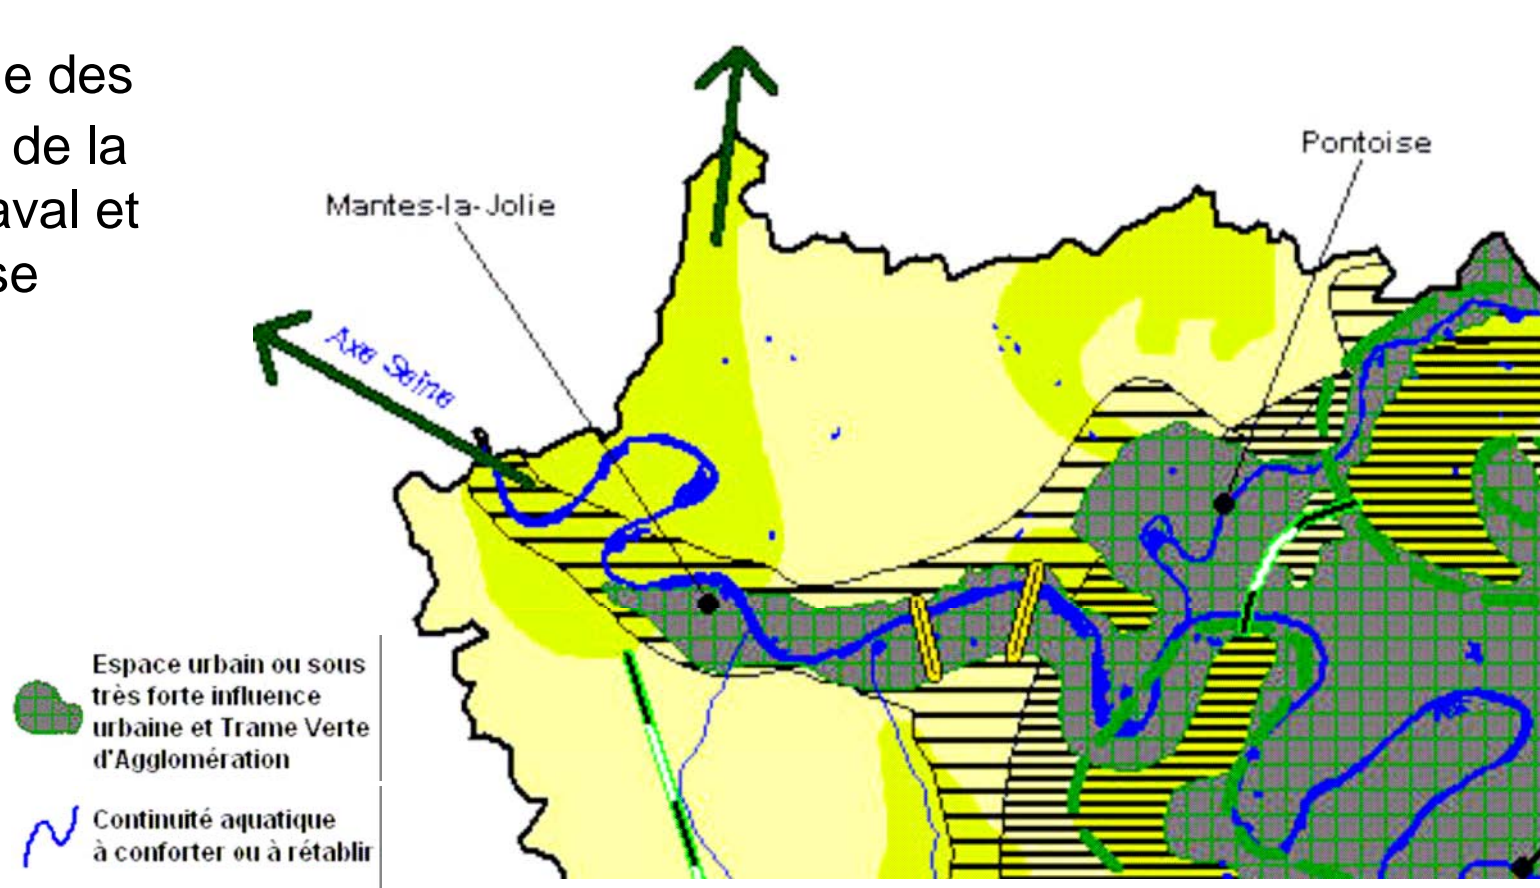 e des
de la
aval et
se
Pontoise
Mantes-la-Jolie
Axe Seine
Espace urbain ou sous
très forte influence
urbaine et Trame Verte
d'Agglomération
Continuité aquatique
à conforter ou à rétablir